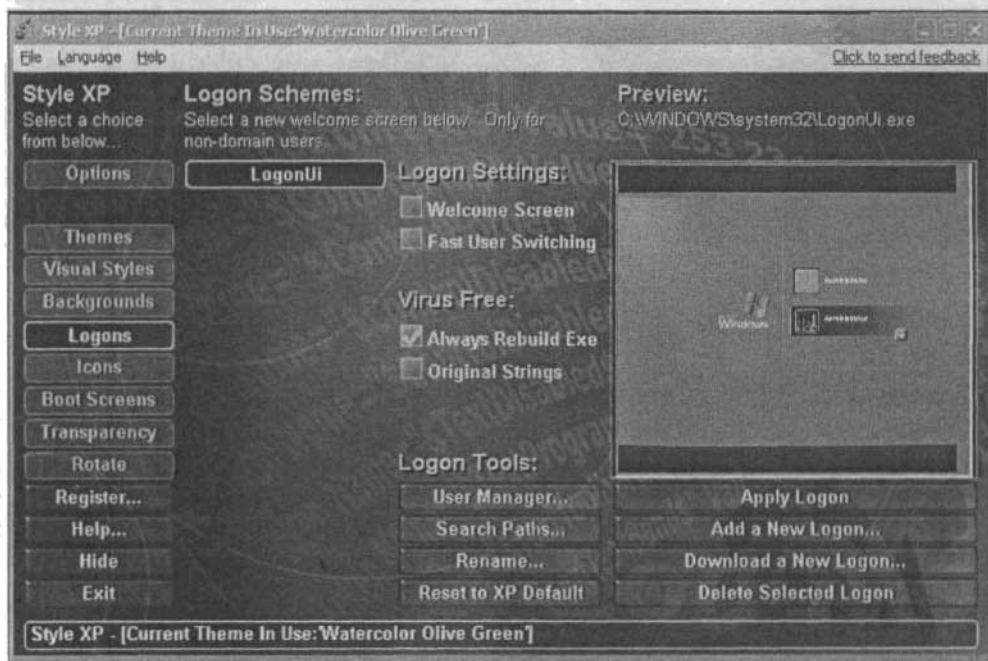 Style XP - [Current Theme In Use:'Watercolor Olive Green']
File Language Help
Click to send feedback
Style XP
Select a choice
from below...
Options
Themes
Visual Styles
Backgrounds
Logons
Icons
Boot Screens
Transparency
Rotate
Register...
Help...
Hide
Exit
Logon Schemes:
Select a new welcome screen below. Only for
non-domain users.
LogonUi
Logon Settings:
Welcome Screen
Fast User Switching
Virus Free:
Always Rebuild Exe
Original Strings
Logon Tools:
User Manager...
Search Paths...
Rename...
Reset to XP Default
Preview:
C:\WINDOWS\system32\LogonUi.exe
Windows
Apply Logon
Add a New Logon...
Download a New Logon...
Delete Selected Logon
Style XP - [Current Theme In Use:'Watercolor Olive Green']